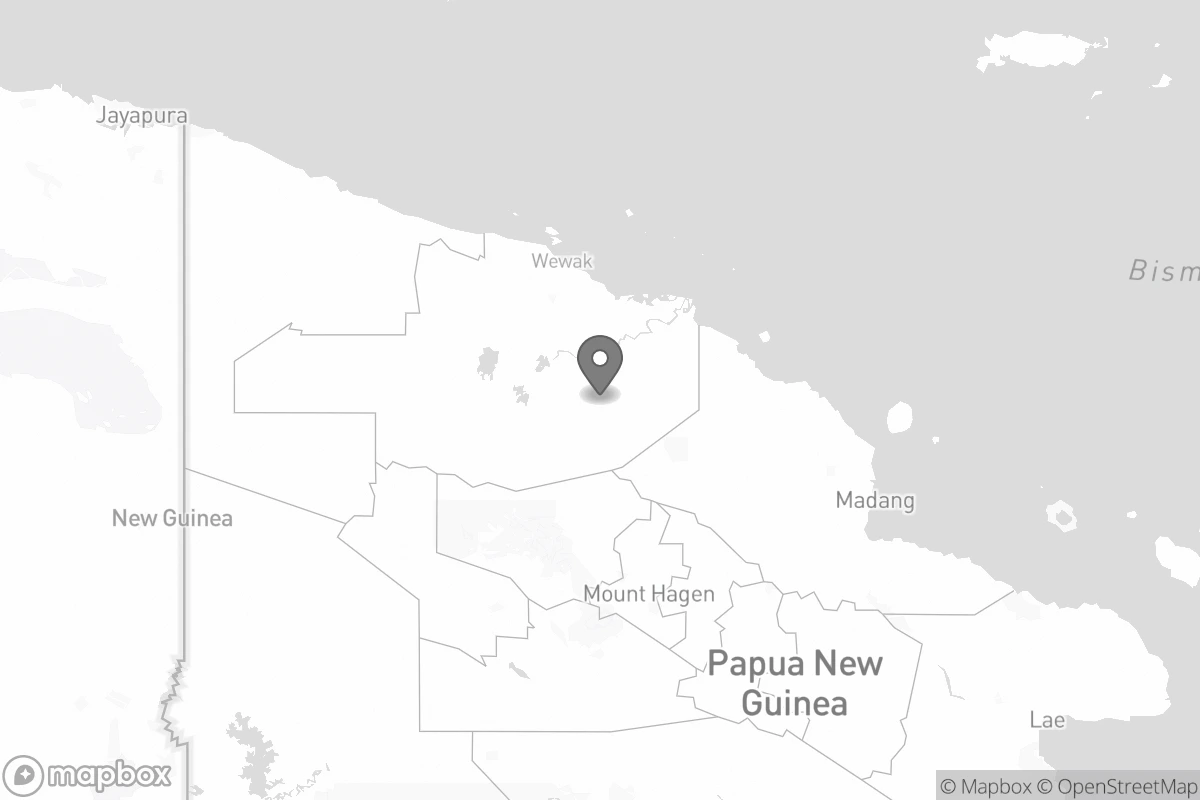 Jayapura
Wewak
Bism
New Guinea
Madang
Mount Hagen
Papua New
Guinea
Lae
mapbox
© Mapbox © OpenStreetMap